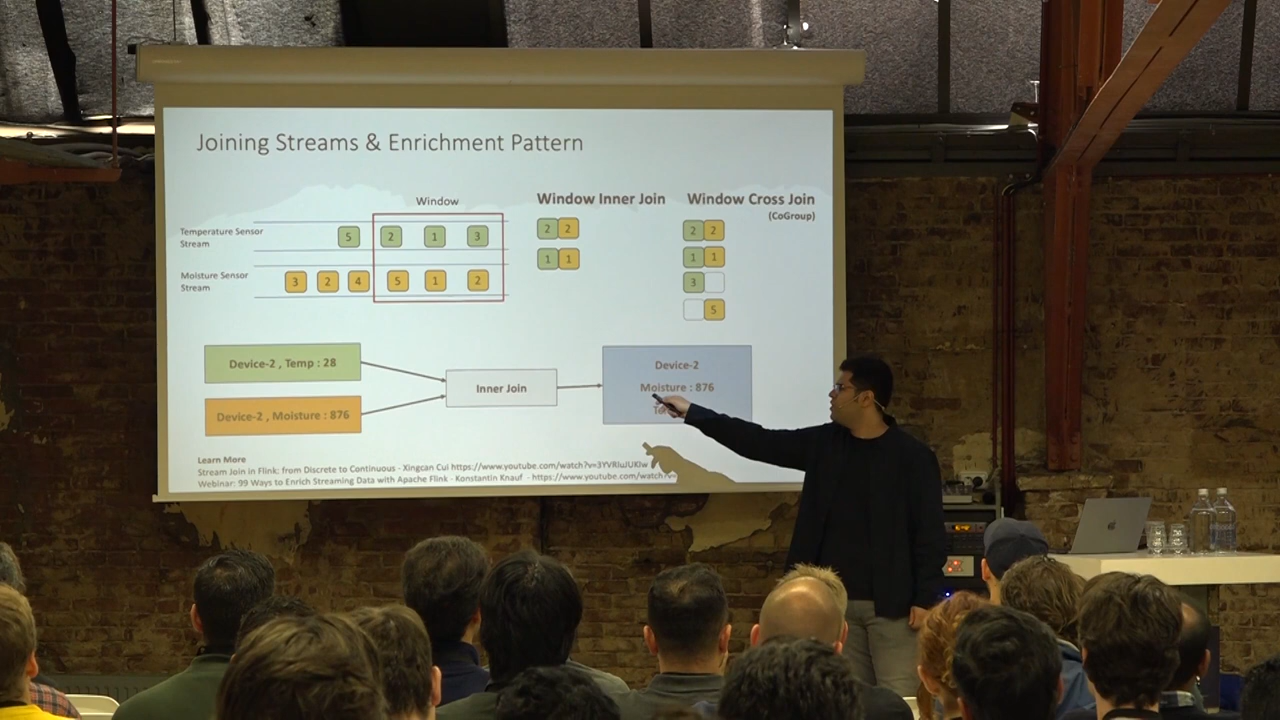 Joining Streams & Enrichment Pattern
Window
Window Inner Join
Window Cross Join
(CoGroup)
Temperature Sensor
Stream
5 2 1 3
Moisture Sensor
Stream
3 2 4 5 1 2
2 2
1 1
2 2
1 1
3
5
Device-2 , Temp : 28
Device-2 , Moisture : 876
Inner Join
Device-2
Moisture : 876
Learn More
Stream Join in Flink: from Discrete to Continuous - Xingcan Cui https://www.youtube.com/watch?v=3YVRlwJUKIw
Webinar: 99 Ways to Enrich Streaming Data with Apache Flink - Konstantin Knauf - https://www.youtube.com/watch?v=